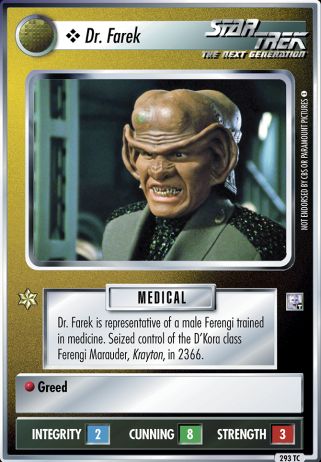 ❖ Dr. Farek
STAR TREK
THE NEXT GENERATION
NOT ENDORSED BY CBS OR PARAMOUNT PICTURES
MEDICAL
Dr. Farek is representative of a male Ferengi trained
in medicine. Seized control of the D'Kora class
Ferengi Marauder, Krayton, in 2366.
Greed
INTEGRITY 2 CUNNING 8 STRENGTH 3
293 TC